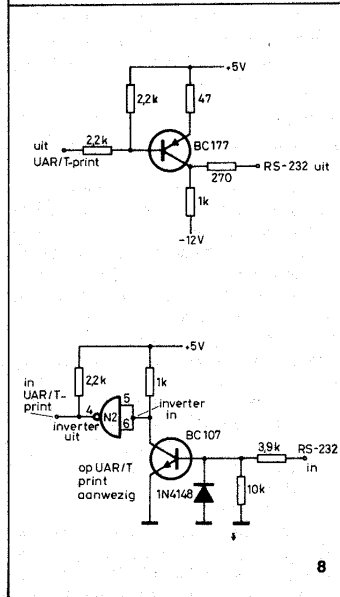 +5V
2,2k
47
uit
UAR/T-print
2,2k
BC177
270
RS-232 uit
1k
-12V
+5V
in
UAR/T-
print
2,2k
1k
4
N2
5
6
inverter
in
inverter
uit
BC107
op UAR/T
print
aanwezig
1N4148
3,9k
RS-232
in
10k
8